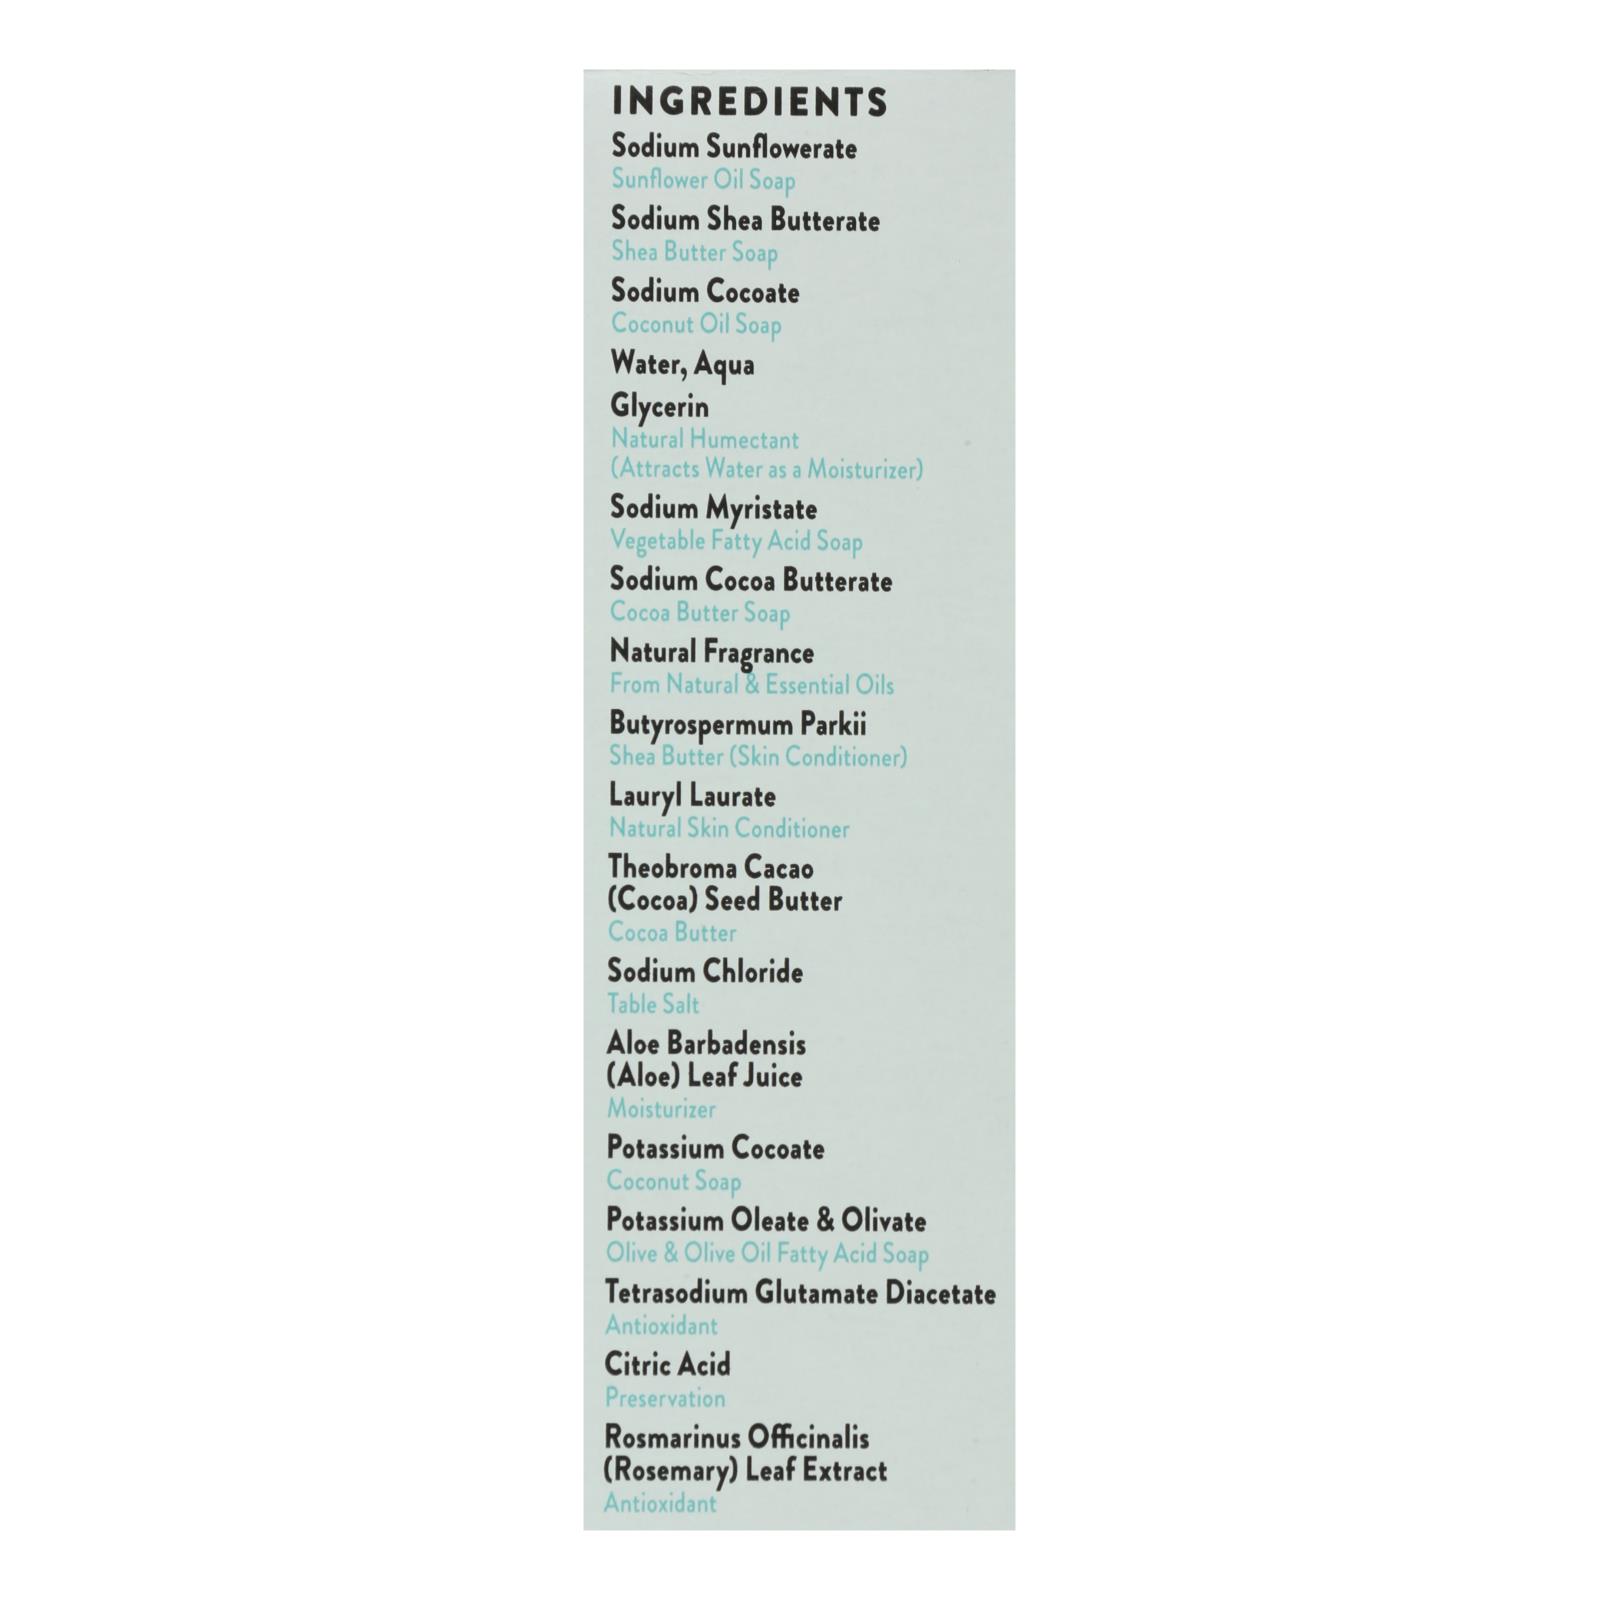 INGREDIENTS
Sodium Sunflowerate
Sunflower Oil Soap
Sodium Shea Butterate
Shea Butter Soap
Sodium Cocoate
Coconut Oil Soap
Water, Aqua
Glycerin
Natural Humectant
(Attracts Water as a Moisturizer)
Sodium Myristate
Vegetable Fatty Acid Soap
Sodium Cocoa Butterate
Cocoa Butter Soap
Natural Fragrance
From Natural & Essential Oils
Butyrospermum Parkii
Shea Butter (Skin Conditioner)
Lauryl Laurate
Natural Skin Conditioner
Theobroma Cacao
(Cocoa) Seed Butter
Cocoa Butter
Sodium Chloride
Table Salt
Aloe Barbadensis
(Aloe) Leaf Juice
Moisturizer
Potassium Cocoate
Coconut Soap
Potassium Oleate & Olivate
Olive & Olive Oil Fatty Acid Soap
Tetrasodium Glutamate Diacetate
Antioxidant
Citric Acid
Preservation
Rosmarinus Officinalis
(Rosemary) Leaf Extract
Antioxidant